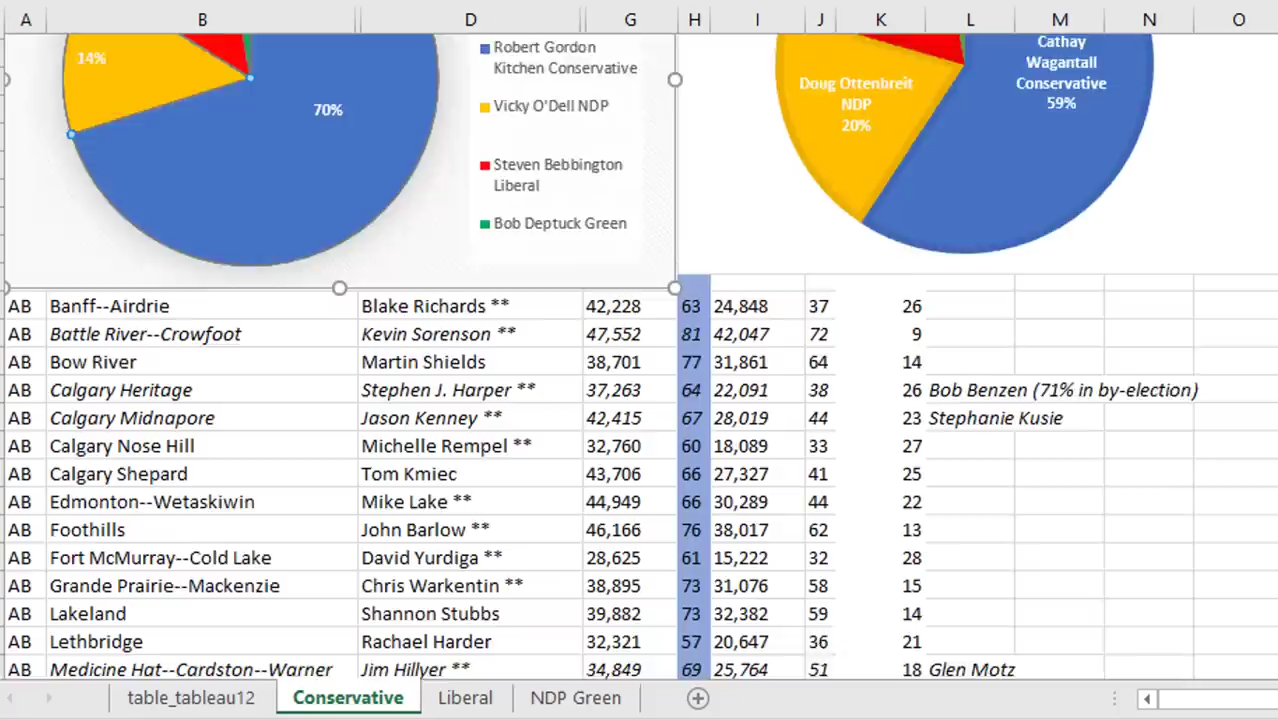 A B D G H I J K L M N O
14%
70%
Robert Gordon
Kitchen Conservative
Vicky O'Dell NDP
Steven Bebbington
Liberal
Bob Deptuck Green
Doug Ottenbreit
NDP
20%
Cathay
Wagantall
Conservative
59%
AB Banff--Airdrie Blake Richards ** 42,228 63 24,848 37 26
AB Battle River--Crowfoot Kevin Sorenson ** 47,552 81 42,047 72 9
AB Bow River Martin Shields 38,701 77 31,861 64 14
AB Calgary Heritage Stephen J. Harper ** 37,263 64 22,091 38 26 Bob Benzen (71% in by-election)
AB Calgary Midnapore Jason Kenney ** 42,415 67 28,019 44 23 Stephanie Kusie
AB Calgary Nose Hill Michelle Rempel ** 32,760 60 18,089 33 27
AB Calgary Shepard Tom Kmiec 43,706 66 27,327 41 25
AB Edmonton--Wetaskiwin Mike Lake ** 44,949 66 30,289 44 22
AB Foothills John Barlow ** 46,166 76 38,017 62 13
AB Fort McMurray--Cold Lake David Yurdiga ** 28,625 61 15,222 32 28
AB Grande Prairie--Mackenzie Chris Warkentin ** 38,895 73 31,076 58 15
AB Lakeland Shannon Stubbs 39,882 73 32,382 59 14
AB Lethbridge Rachael Harder 32,321 57 20,647 36 21
AB Medicine Hat--Cardston--Warner Jim Hillyer ** 34,849 69 25,764 51 18 Glen Motz
table_tableau12 Conservative Liberal NDP Green